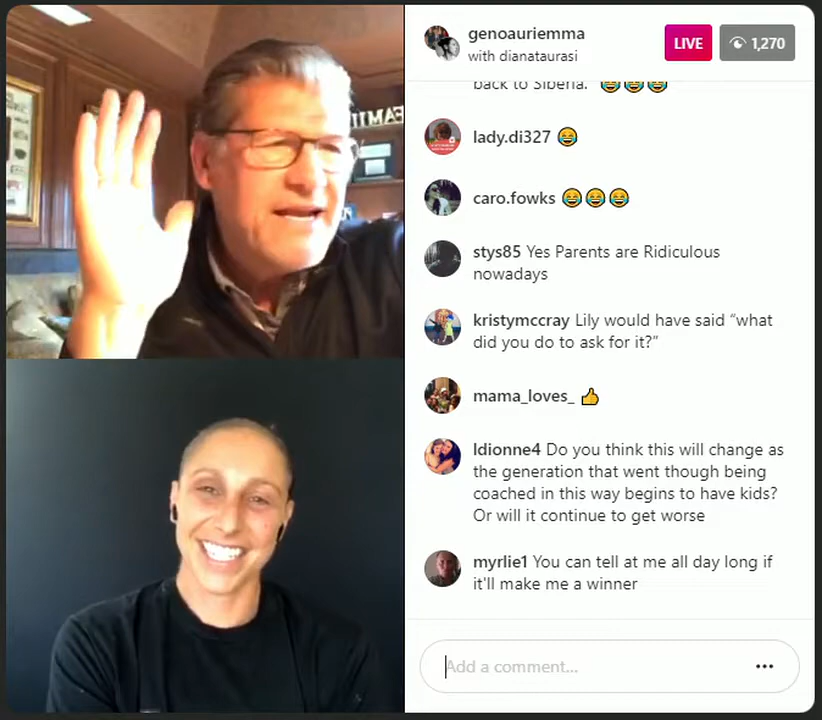 genoauriemma
with dianataurasi
LIVE
1,270
back to Siberia. 😂😂😂
lady.di327 😂
caro.fowks 😂😂😂
stys85 Yes Parents are Ridiculous
nowadays
kristymccray Lily would have said “what
did you do to ask for it?”
mama_loves_ 👍
ldionne4 Do you think this will change as
the generation that went though being
coached in this way begins to have kids?
Or will it continue to get worse
myrlie1 You can tell at me all day long if
it'll make me a winner
Add a comment...